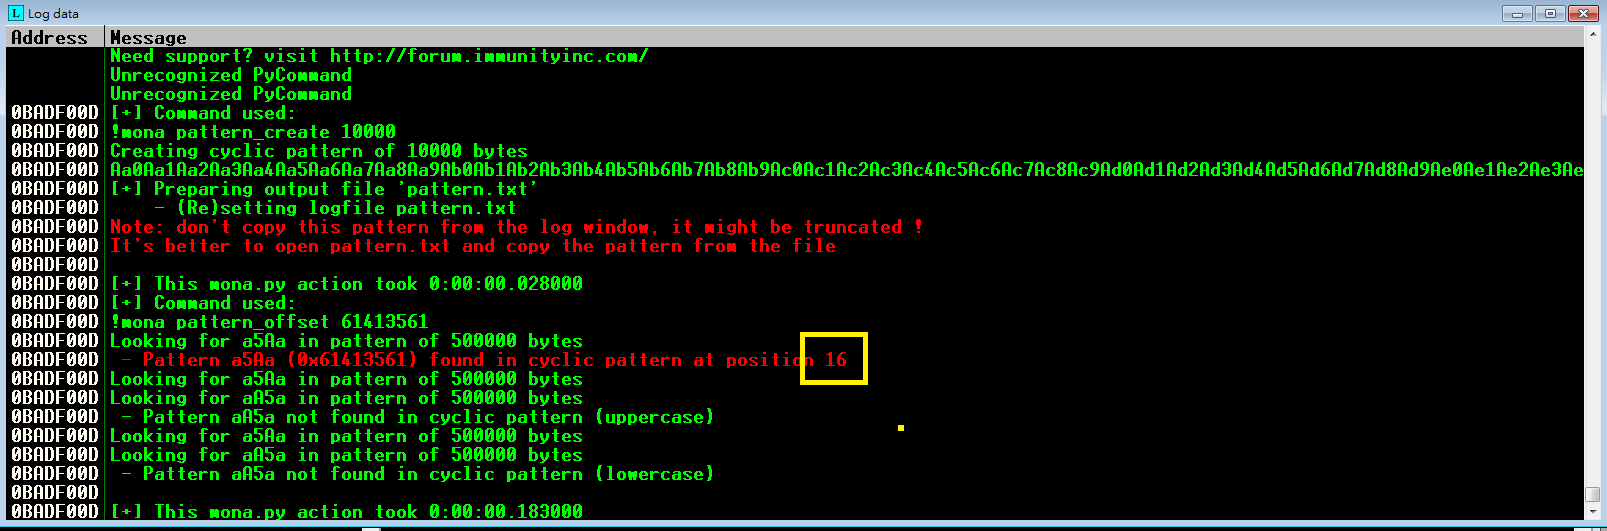 L Log data
Address Message
Need support? visit http://forum.immunityinc.com/
Unrecognized PyCommand
Unrecognized PyCommand
0BADF00D [+] Command used:
0BADF00D !mona pattern_create 10000
0BADF00D Creating cyclic pattern of 10000 bytes
0BADF00D Aa0Aa1Aa2Aa3Aa4Aa5Aa6Aa7Aa8Aa9Ab0Ab1Ab2Ab3Ab4Ab5Ab6Ab7Ab8Ab9Ac0Ac1Ac2Ac3Ac4Ac5Ac6Ac7Ac8Ac9Ad0Ad1Ad2Ad3Ad4Ad5Ad6Ad7Ad8Ad9Ae0Ae1Ae2Ae3Ae
0BADF00D [+] Preparing output file 'pattern.txt'
0BADF00D - (Re)setting logfile pattern.txt
0BADF00D Note: don't copy this pattern from the log window, it might be truncated !
0BADF00D It's better to open pattern.txt and copy the pattern from the file
0BADF00D
0BADF00D [+] This mona.py action took 0:00:00.028000
0BADF00D [+] Command used:
0BADF00D !mona pattern_offset 61413561
0BADF00D Looking for a5Aa in pattern of 500000 bytes
0BADF00D - Pattern a5Aa (0x61413561) found in cyclic pattern at position 16
0BADF00D Looking for a5Aa in pattern of 500000 bytes
0BADF00D Looking for aA5a in pattern of 500000 bytes
0BADF00D - Pattern aA5a not found in cyclic pattern (uppercase)
0BADF00D Looking for a5Aa in pattern of 500000 bytes
0BADF00D Looking for aA5a in pattern of 500000 bytes
0BADF00D - Pattern aA5a not found in cyclic pattern (lowercase)
0BADF00D
0BADF00D [+] This mona.py action took 0:00:00.183000